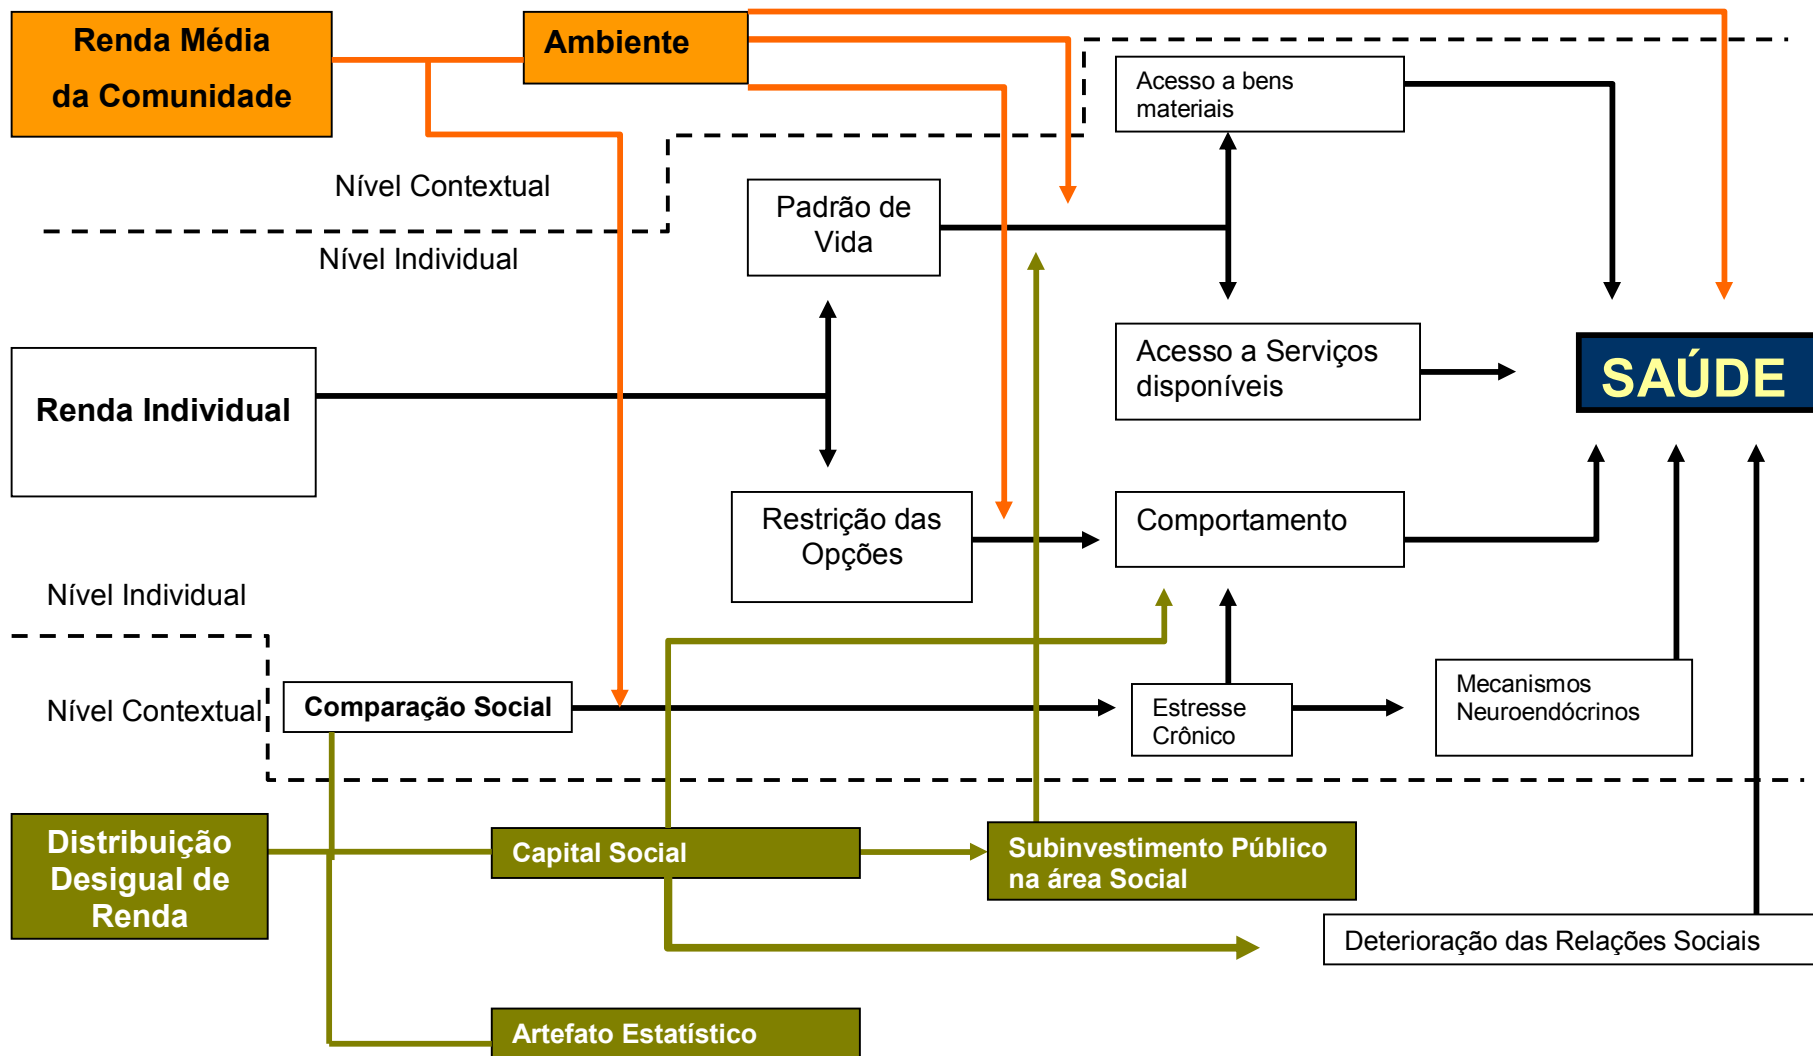 Renda Média
da Comunidade
Ambiente
Acesso a bens
materiais
Nível Contextual
Padrão de
Vida
Nível Individual
Acesso a Serviços
disponíveis
SAÚDE
Renda Individual
Restrição das
Opções
Comportamento
Nível Individual
Nível Contextual
Comparação Social
Estresse
Crônico
Mecanismos
Neuroendócrinos
Distribuição
Desigual de
Renda
Capital Social
Subinvestimento Público
na área Social
Deterioração das Relações Sociais
Artefato Estatístico